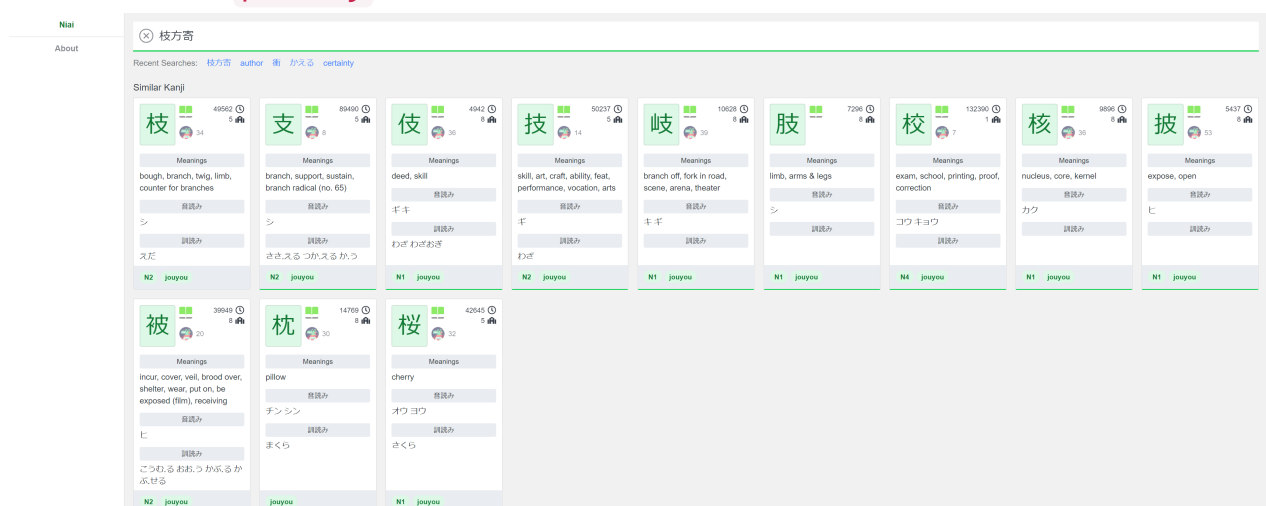 Niai
About
枝方寄
Recent Searches: 枝方寄 author 衝 かえる certainty
Similar Kanji
枝
49562
5
34
Meanings
bough, branch, twig, limb,
counter for branches
音読み
シ
訓読み
えだ
N2 jouyou
支
89490
5
8
Meanings
branch, support, sustain,
branch radical (no. 65)
音読み
シ
訓読み
ささ.える つか.える か.う
N2 jouyou
伎
4942
8
36
Meanings
deed, skill
音読み
ギ キ
訓読み
わざ わざおぎ
N1 jouyou
技
50237
5
14
Meanings
skill, art, craft, ability, feat,
performance, vocation, arts
音読み
ギ
訓読み
わざ
N2 jouyou
岐
10628
8
39
Meanings
branch off, fork in road,
scene, arena, theater
音読み
キ ギ
訓読み
N1 jouyou
肢
7296
8
Meanings
limb, arms & legs
音読み
シ
訓読み
N1 jouyou
校
132390
1
7
Meanings
exam, school, printing, proof,
correction
音読み
コウ キョウ
訓読み
N4 jouyou
核
9896
8
36
Meanings
nucleus, core, kernel
音読み
カク
訓読み
N1 jouyou
披
5437
8
53
Meanings
expose, open
音読み
ヒ
訓読み
N1 jouyou
被
39949
8
20
Meanings
incur, cover, veil, brood over,
shelter, wear, put on, be
exposed (film), receiving
音読み
ヒ
訓読み
こうむ.る おお.う かぶ.る か
ぶ.せる
N2 jouyou
枕
14769
8
30
Meanings
pillow
音読み
チン シン
訓読み
まくら
jouyou
桜
42645
5
32
Meanings
cherry
音読み
オウ ヨウ
訓読み
さくら
N1 jouyou